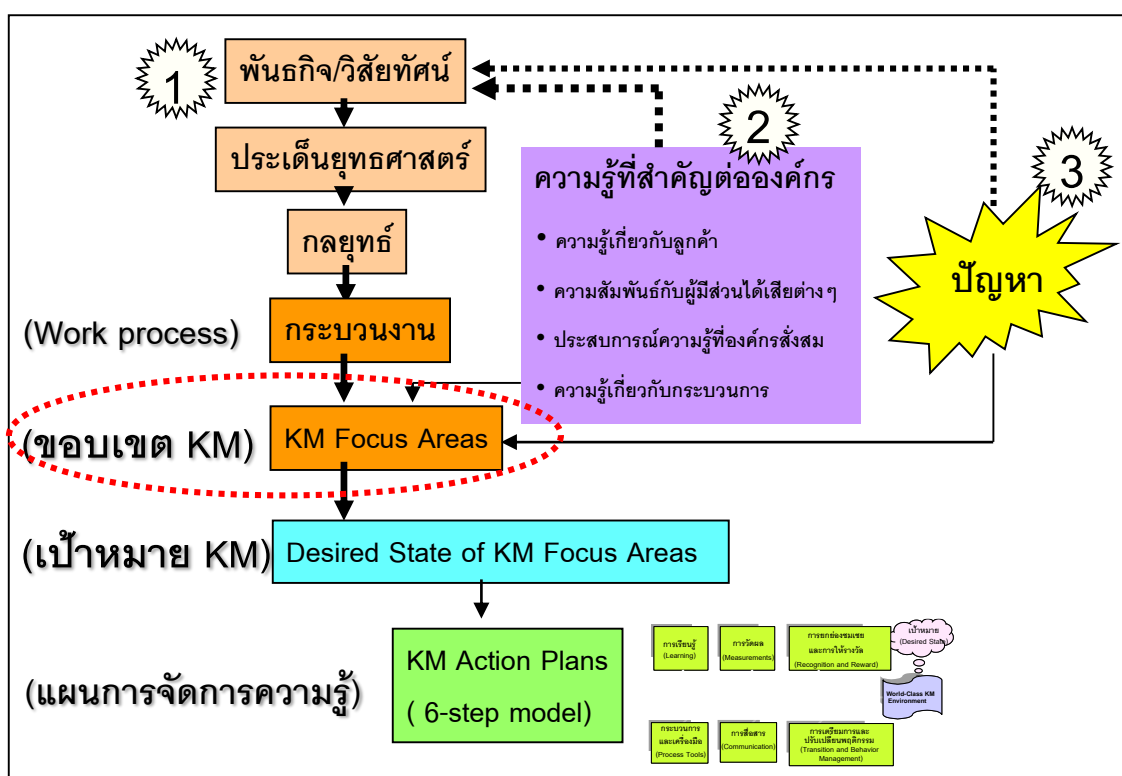 1
พันธกิจ/วิสัยทัศน์
ประเด็นยุทธศาสตร์
กลยุทธ์
(Work process)
กระบวนงาน
2
ความรู้ที่สำคัญต่อองค์กร
• ความรู้เกี่ยวกับลูกค้า
• ความสัมพันธ์กับผู้มีส่วนได้เสียต่างๆ
• ประสบการณ์ความรู้ที่องค์กรสั่งสม
• ความรู้เกี่ยวกับกระบวนการ
3
ปัญหา
(ขอบเขต KM)
KM Focus Areas
(เป้าหมาย KM)
Desired State of KM Focus Areas
(แผนการจัดการความรู้)
KM Action Plans
( 6-step model)
การเรียนรู้
(Learning)
การวัดผล
(Measurements)
การยกย่องชมเชย
และการให้รางวัล
(Recognition and Reward)
เป้าหมาย
(Desired State)
World-Class KM
Environment
กระบวนการ
และเครื่องมือ
(Process Tools)
การสื่อสาร
(Communication)
การเตรียมการและ
ปรับเปลี่ยนพฤติกรรม
(Transition and Behavior
Management)